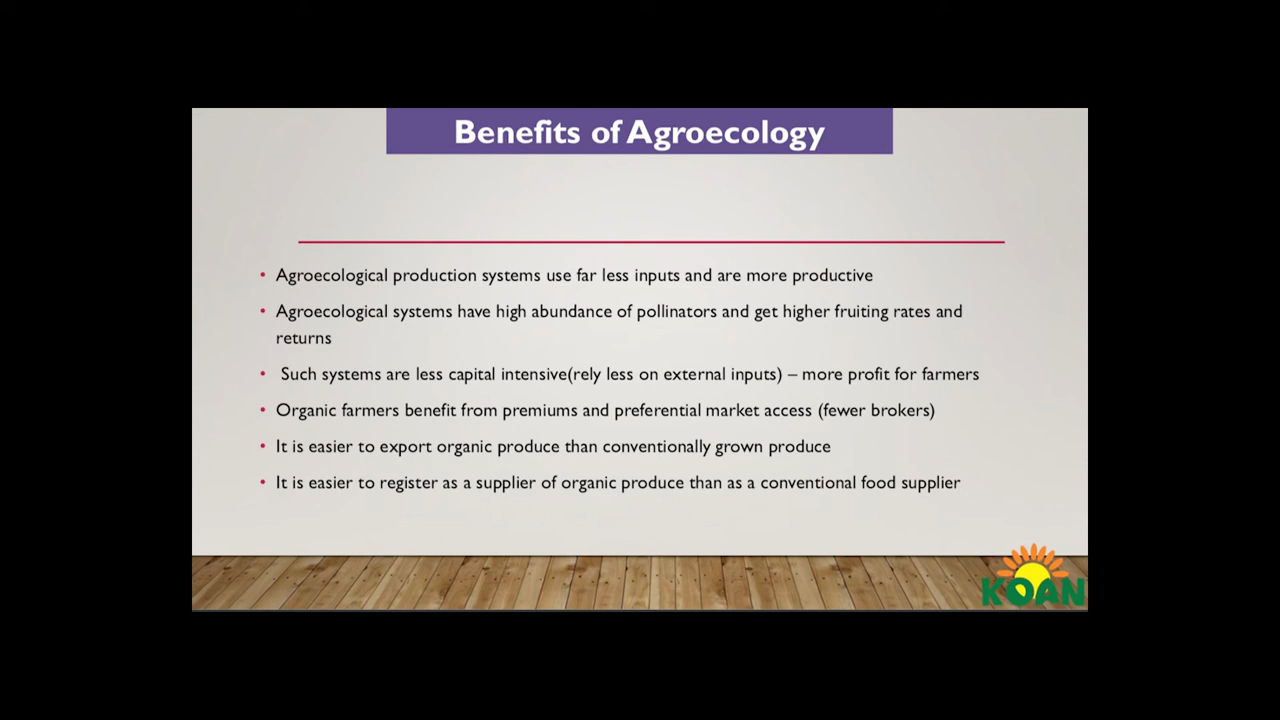 Benefits of Agroecology
• Agroecological production systems use far less inputs and are more productive
• Agroecological systems have high abundance of pollinators and get higher fruiting rates and
returns
• Such systems are less capital intensive(rely less on external inputs) – more profit for farmers
• Organic farmers benefit from premiums and preferential market access (fewer brokers)
• It is easier to export organic produce than conventionally grown produce
• It is easier to register as a supplier of organic produce than as a conventional food supplier
KOAN